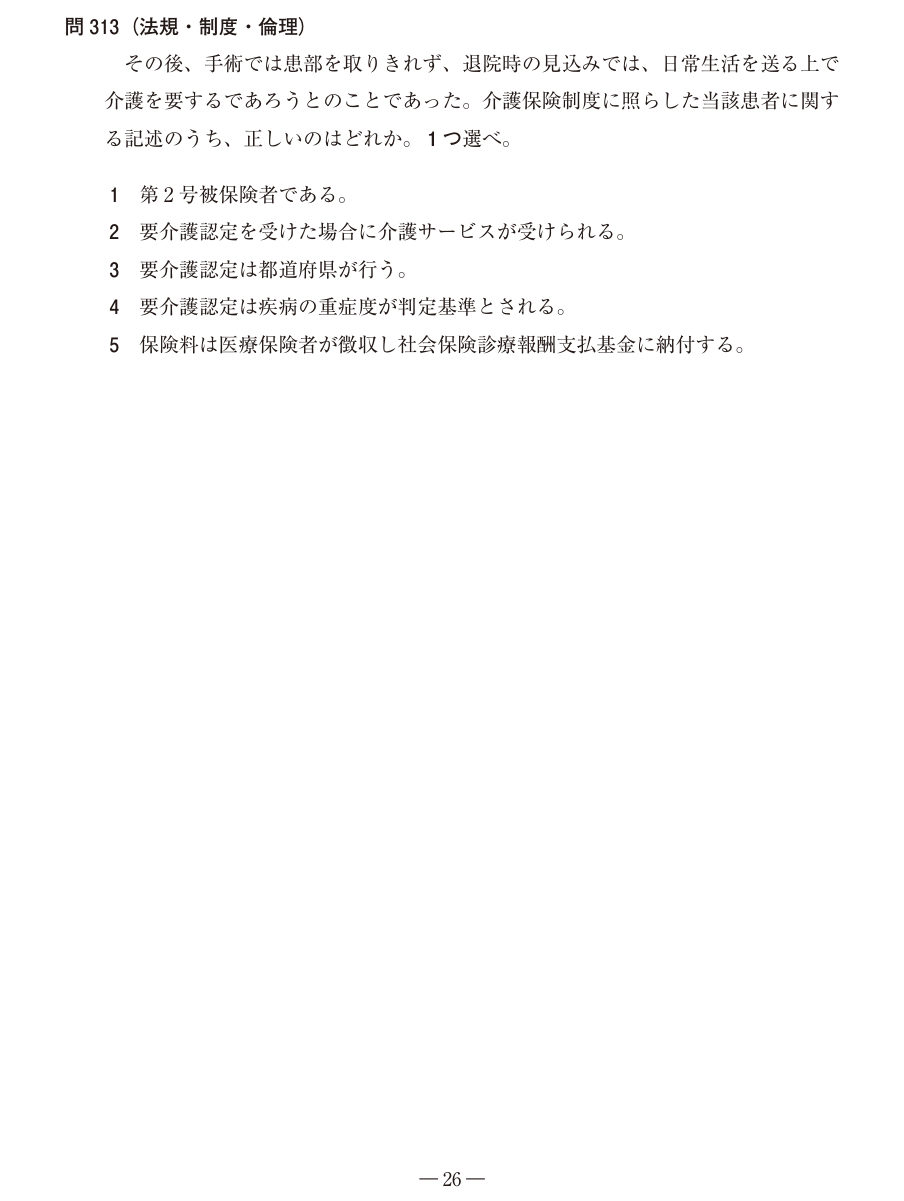 問 313（法規・制度・倫理）
その後、手術では患部を取りきれず、退院時の見込みでは、日常生活を送る上で
介護を要するであろうとのことであった。介護保険制度に照らした当該患者に関す
る記述のうち、正しいのはどれか。1つ選べ。
1 第2号被保険者である。
2 要介護認定を受けた場合に介護サービスが受けられる。
3 要介護認定は都道府県が行う。
4 要介護認定は疾病の重症度が判定基準とされる。
5 保険料は医療保険者が徴収し社会保険診療報酬支払基金に納付する。
― 26 ―